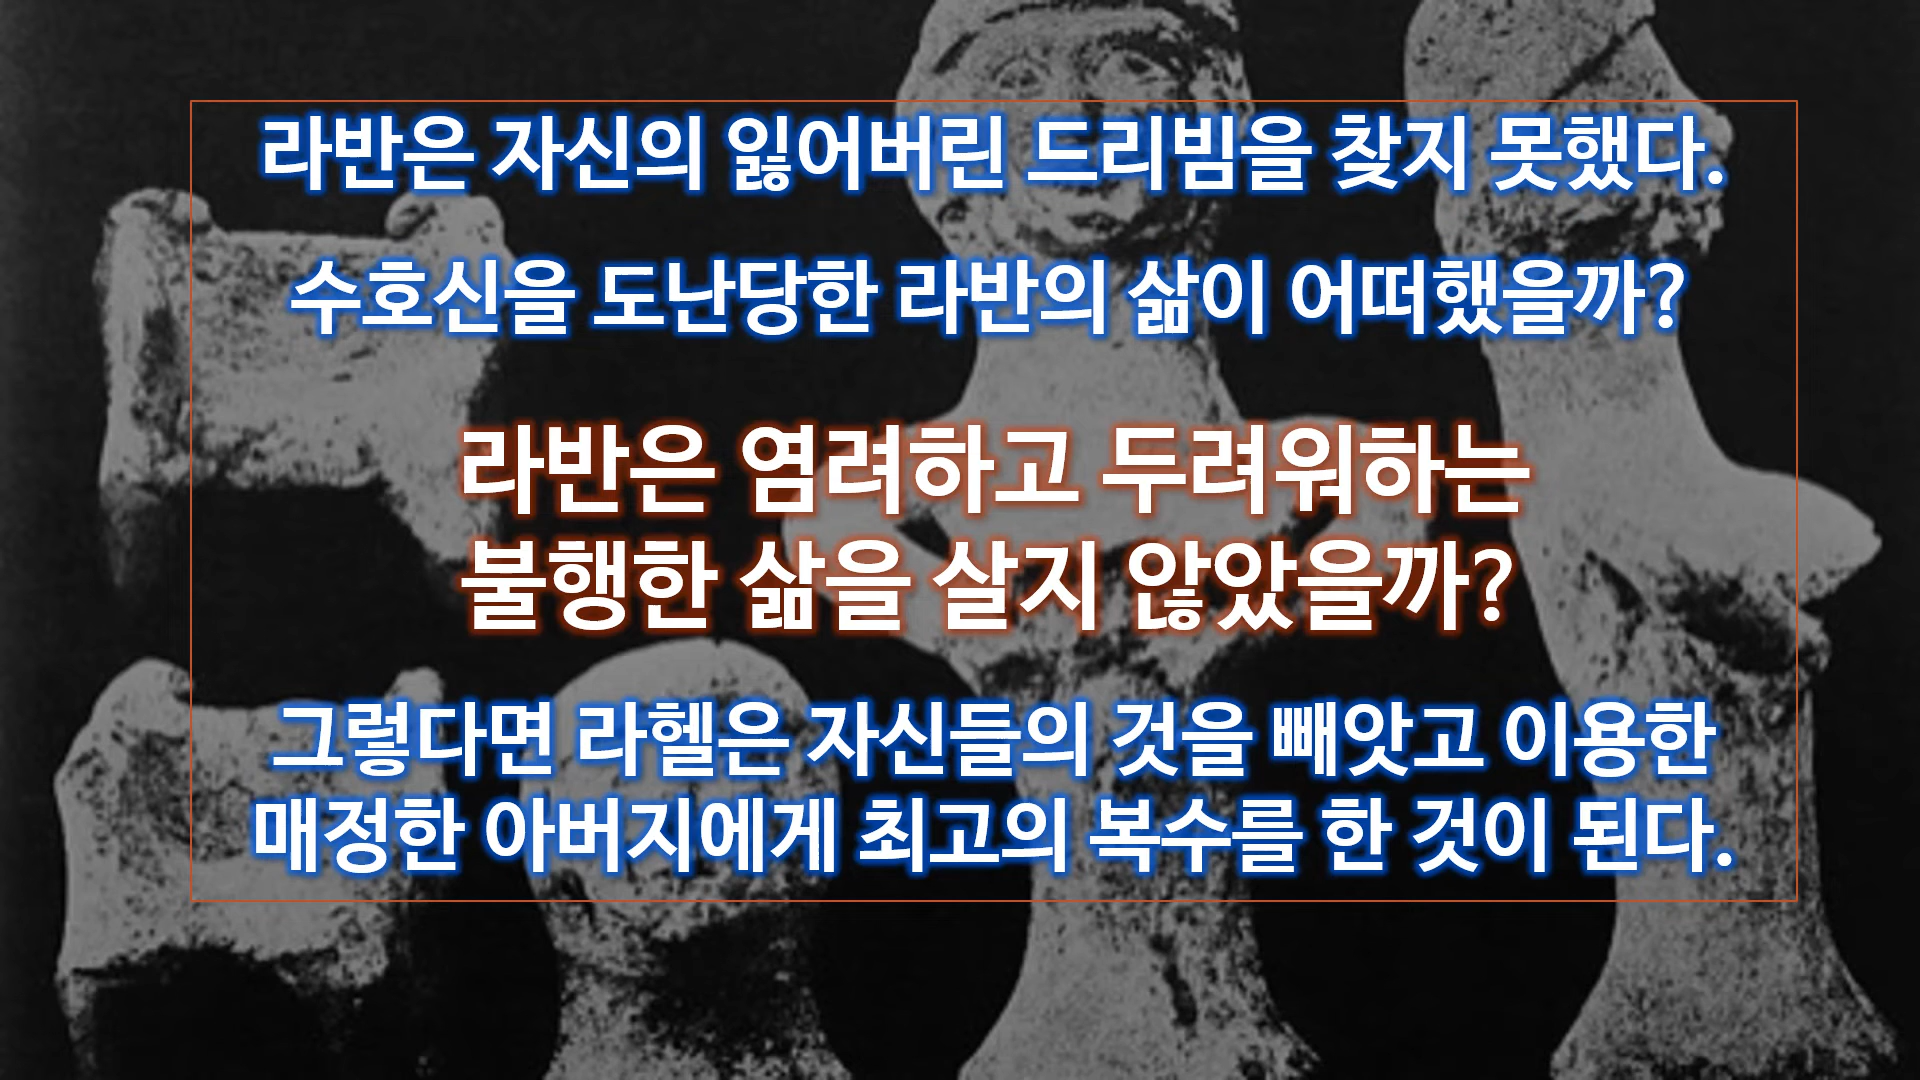 라반은 자신의 잃어버린 드리빔을 찾지 못했다.
수호신을 도난당한 라반의 삶이 어떠했을까?
라반은 염려하고 두려워하는
불행한 삶을 살지 않았을까?
그렇다면 라헬은 자신들의 것을 빼앗고 이용한
매정한 아버지에게 최고의 복수를 한 것이 된다.